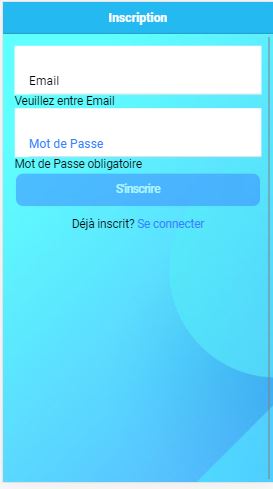 Inscription
Email
Veuillez entre Email
Mot de Passe
Mot de Passe obligatoire
S'inscrire
Déjà inscrit? Se connecter